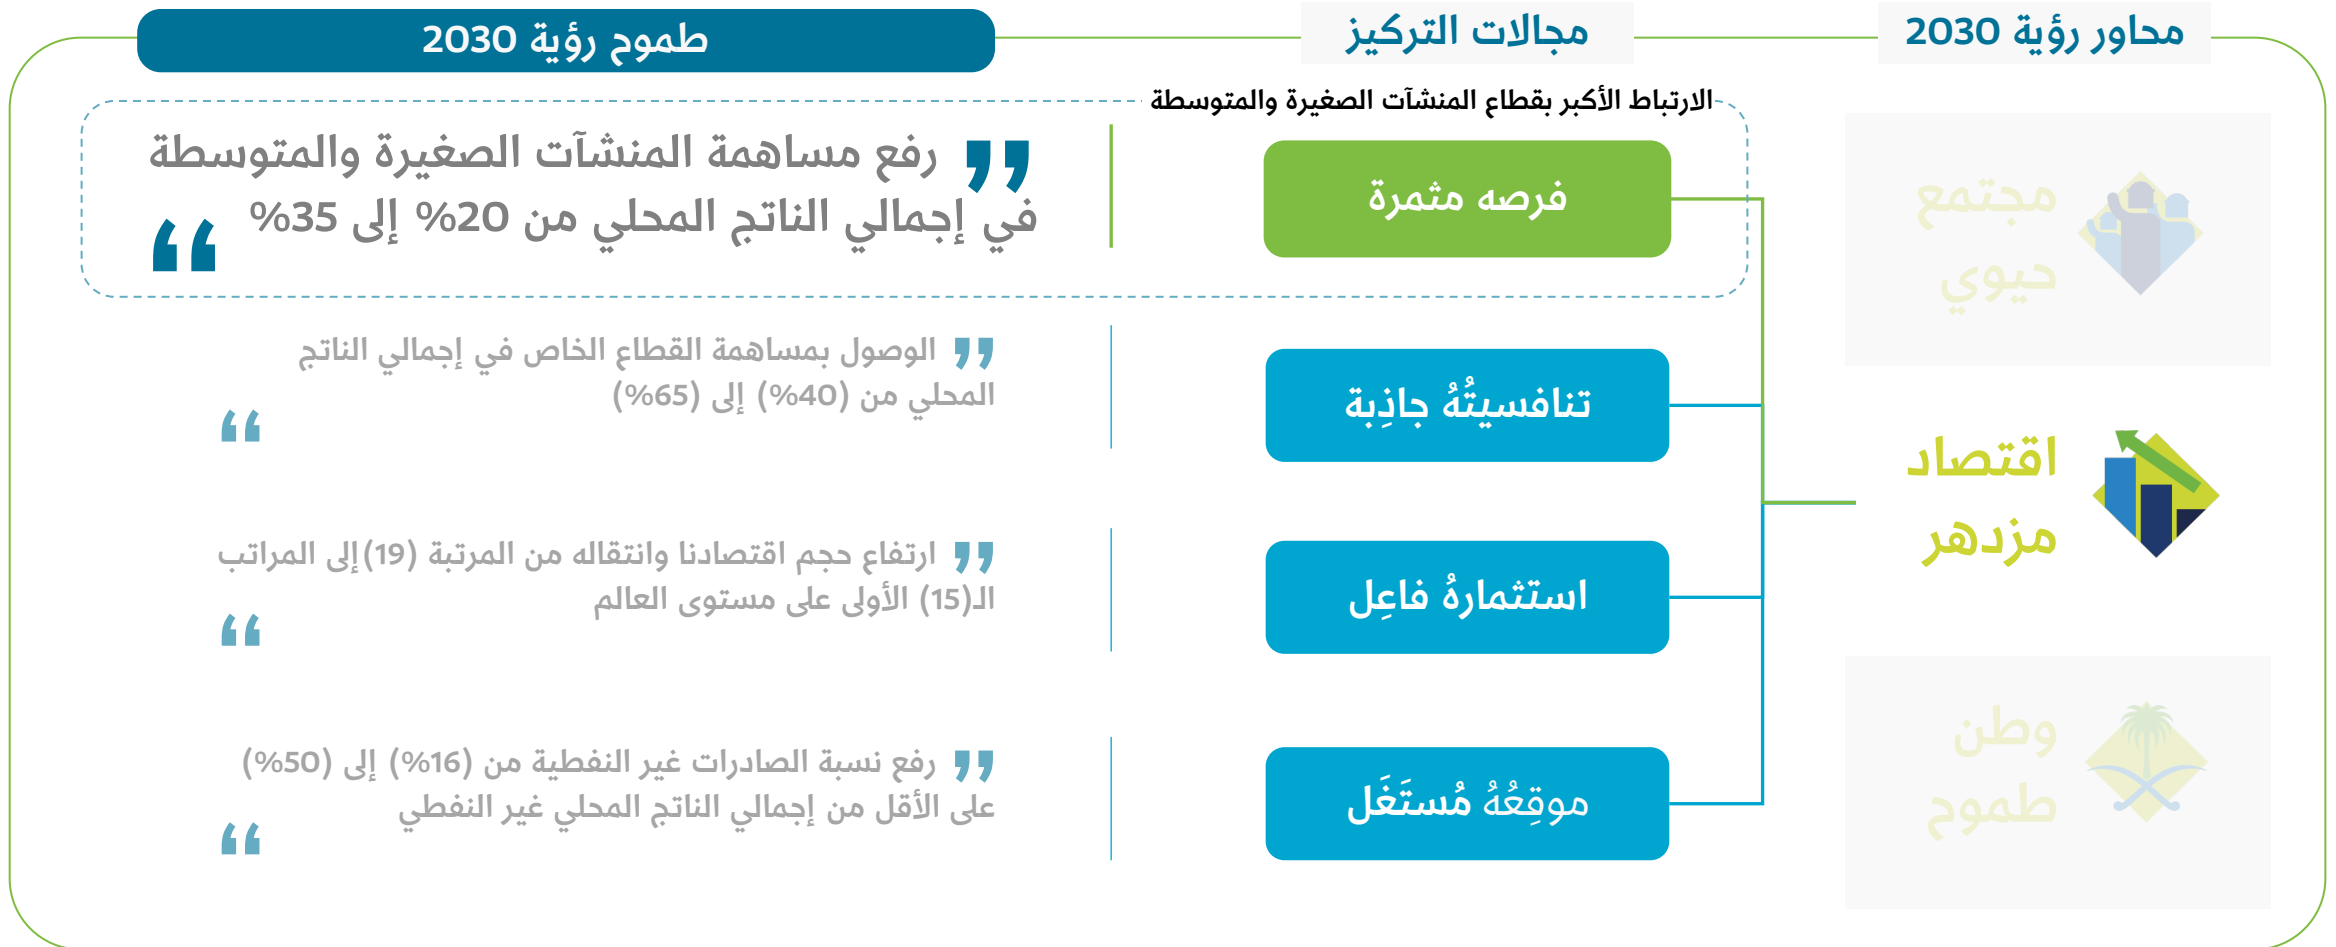 محاور رؤية 2030
مجالات التركيز
طموح رؤية 2030
مجتمع
حيوي
اقتصاد
مزدهر
وطن
طموح
الارتباط الأكبر بقطاع المنشآت الصغيرة والمتوسطة
فرصه مثمرة
”رفع مساهمة المنشآت الصغيرة والمتوسطة
في إجمالي الناتج المحلي من 20% إلى 35%“
تنافسيتُهُ جاذِبة
”الوصول بمساهمة القطاع الخاص في إجمالي الناتج
المحلي من (40%) إلى (65%)“
استثمارهُ فاعِل
”ارتفاع حجم اقتصادنا وانتقاله من المرتبة (19) إلى المراتب
الـ(15) الأولى على مستوى العالم“
موقِعُهُ مُستَغَل
”رفع نسبة الصادرات غير النفطية من (16%) إلى (50%)
على الأقل من إجمالي الناتج المحلي غير النفطي“